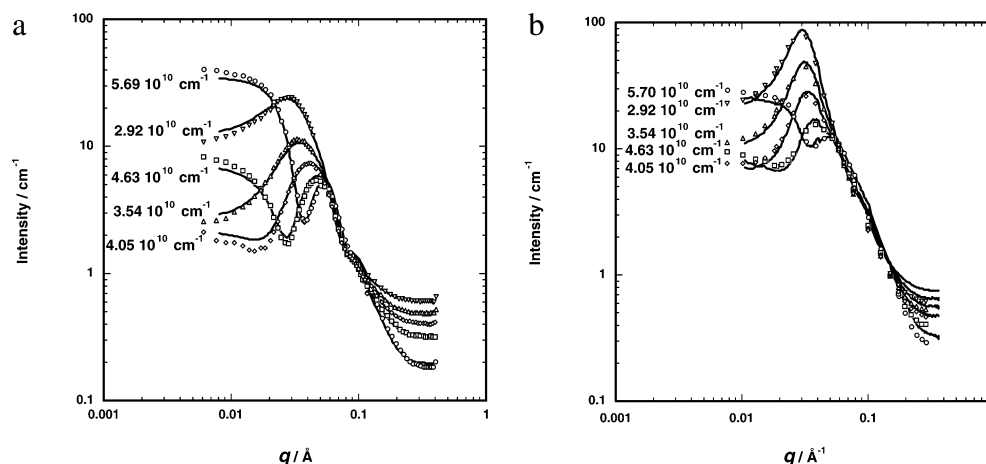 a
100
10
1
0.1
Intensity / cm⁻¹
5.69 10¹⁰ cm⁻¹
2.92 10¹⁰ cm⁻¹
4.63 10¹⁰ cm⁻¹
3.54 10¹⁰ cm⁻¹
4.05 10¹⁰ cm⁻¹
0.001 0.01 0.1 1
q / Å
b
100
10
1
0.1
Intensity / cm⁻¹
5.70 10¹⁰ cm⁻¹
2.92 10¹⁰ cm⁻¹
3.54 10¹⁰ cm⁻¹
4.63 10¹⁰ cm⁻¹
4.05 10¹⁰ cm⁻¹
0.001 0.01 0.1
q / Å⁻¹